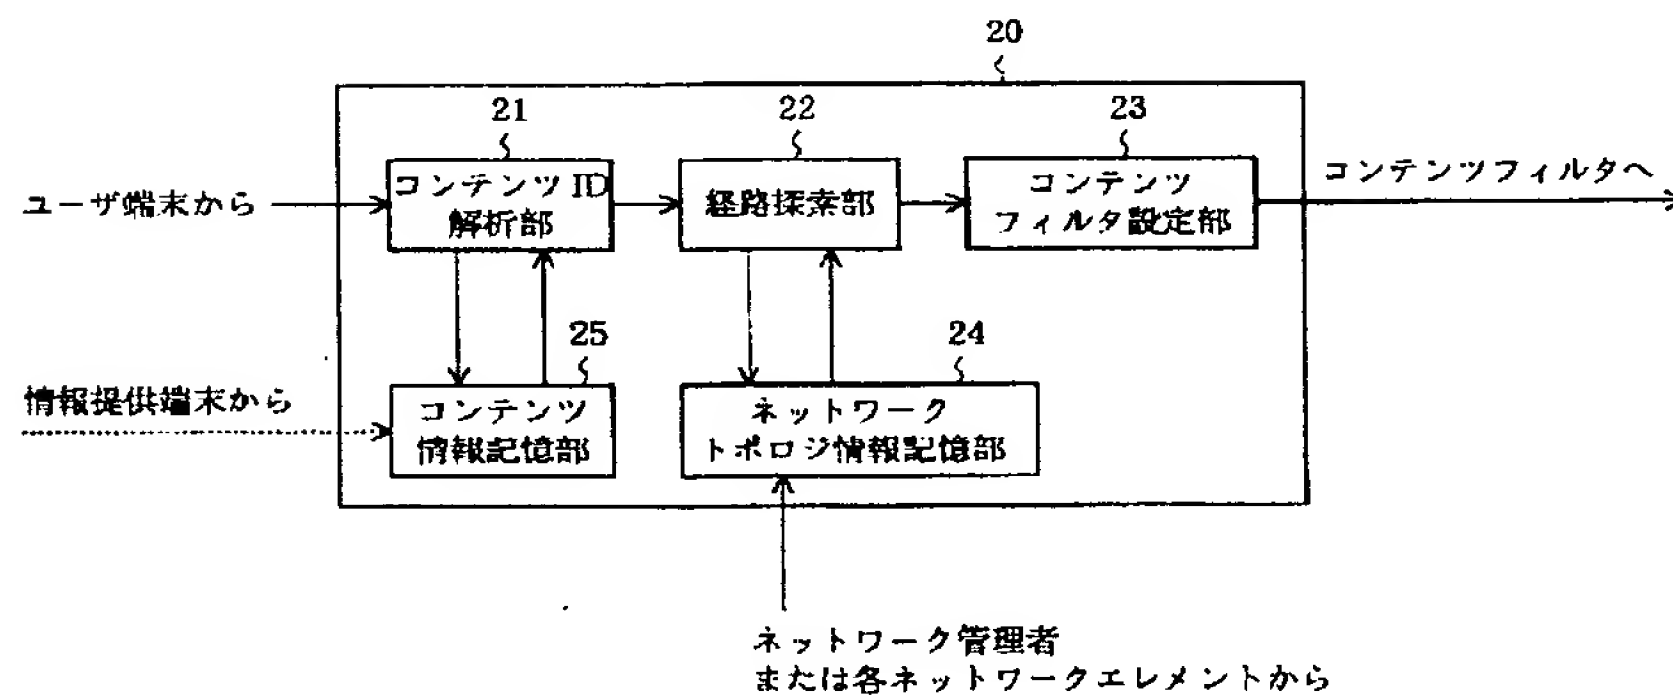 20
21
22
23
ユーザ端末から
コンテンツID
解析部
経路探索部
コンテンツ
フィルタ設定部
コンテンツフィルタへ
25
24
情報提供端末から
コンテンツ
情報記憶部
ネットワーク
トポロジ情報記憶部
ネットワーク管理者
または各ネットワークエレメントから